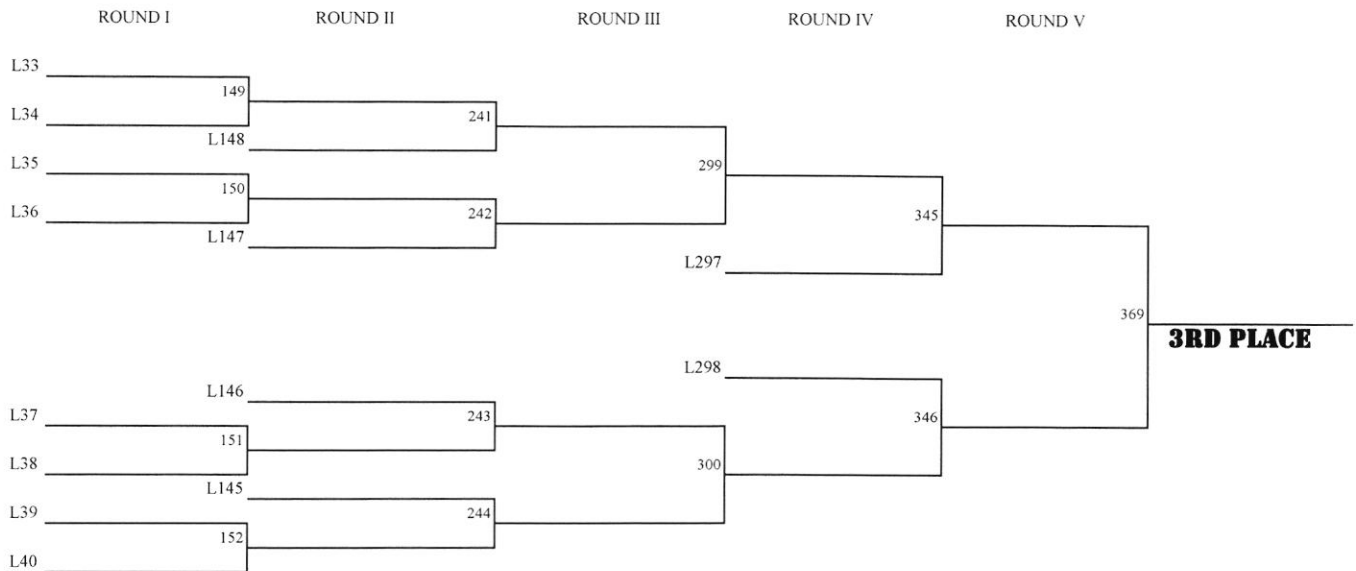 ROUND I ROUND II ROUND III ROUND IV ROUND V
L33
149
L34
241
L148
L35
299
150
L36
242
345
L147
L297
369
3RD PLACE
L298
L146
L37
243
346
151
L38
300
L145
L39
244
152
L40